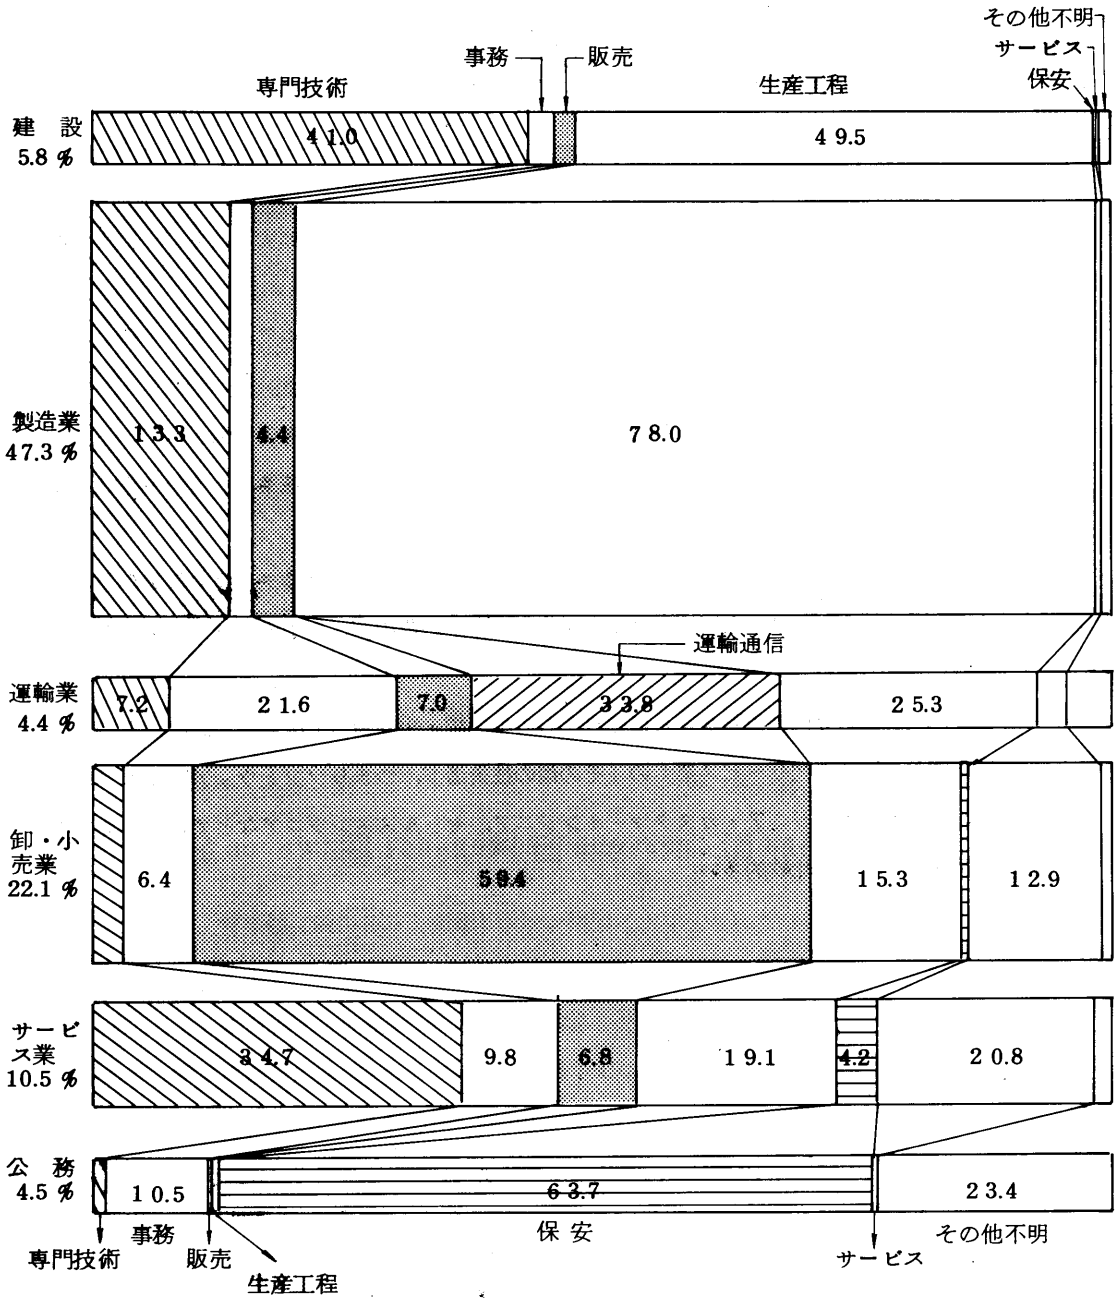 その他不明
サービス
保安
事務
販売
専門技術
生産工程
建 設
5.8 %
41.0
49.5
製造業
47.3 %
13.3
4.4
78.0
運輸通信
運輸業
4.4 %
7.2
21.6
7.0
33.8
25.3
卸・小
売業
22.1 %
6.4
15.3
12.9
サービ
ス業
10.5 %
34.7
9.8
6.8
19.1
4.2
20.8
公 務
4.5 %
10.5
63.7
23.4
専門技術
事務
販売
生産工程
保 安
サービス
その他不明